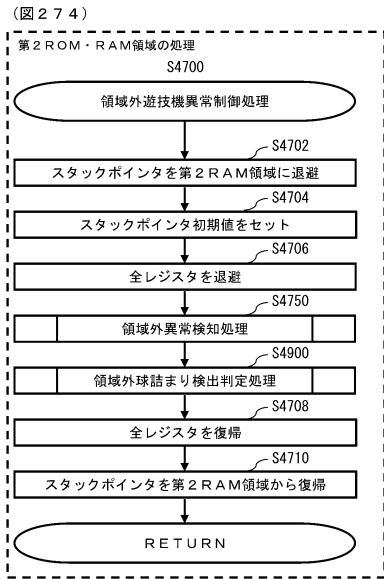 （図２７４）
第２ＲＯＭ・ＲＡＭ領域の処理
S4700
領域外遊技機異常制御処理
S4702
スタックポインタを第２ＲＡＭ領域に退避
S4704
スタックポインタ初期値をセット
S4706
全レジスタを退避
S4750
領域外異常検知処理
S4900
領域外球詰まり検出判定処理
S4708
全レジスタを復帰
S4710
スタックポインタを第２ＲＡＭ領域から復帰
ＲＥＴＵＲＮ